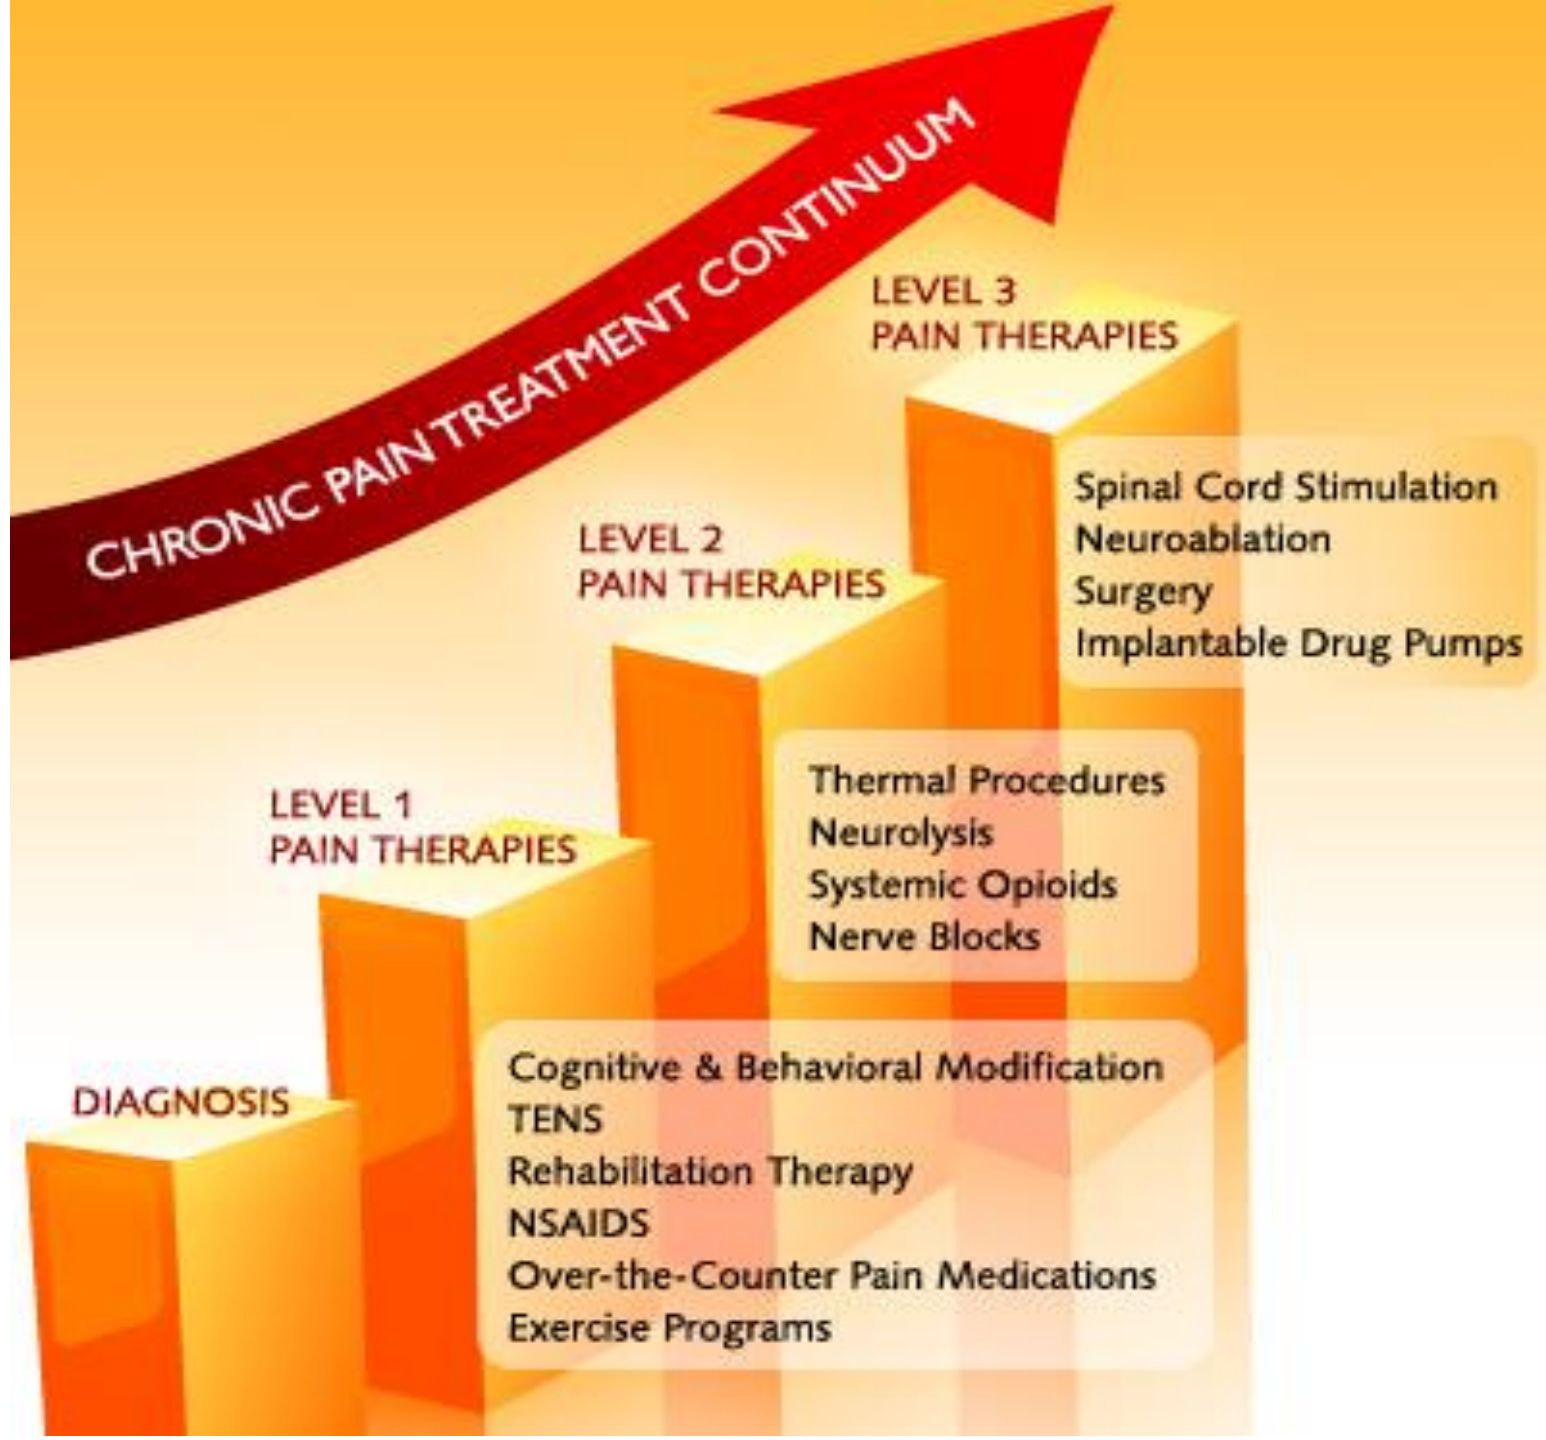 CHRONIC PAIN TREATMENT CONTINUUM
LEVEL 3
PAIN THERAPIES
Spinal Cord Stimulation
Neuroablation
Surgery
Implantable Drug Pumps
LEVEL 2
PAIN THERAPIES
Thermal Procedures
Neurolysis
Systemic Opioids
Nerve Blocks
LEVEL 1
PAIN THERAPIES
Cognitive & Behavioral Modification
TENS
Rehabilitation Therapy
NSAIDS
Over-the-Counter Pain Medications
Exercise Programs
DIAGNOSIS